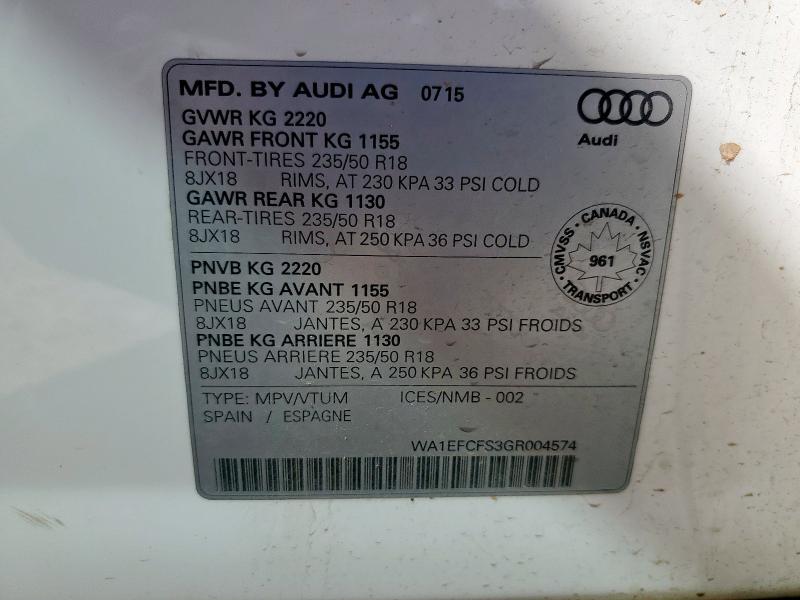 MFD. BY AUDI AG 07 15
Audi
GVWR KG 2220
GAWR FRONT KG 1155
FRONT-TIRES 235/50 R18
8JX18 RIMS, AT 230 KPA 33 PSI COLD
GAWR REAR KG 1130
REAR-TIRES 235/50 R18
8JX18 RIMS, AT 250 KPA 36 PSI COLD
CMVSS • CANADA • NSVAC • TRANSPORT •
961
PNVB KG 2220
PNBE KG AVANT 1155
PNEUS AVANT 235/50 R18
8JX18 JANTES, A 230 KPA 33 PSI FROIDS
PNBE KG ARRIERE 1130
PNEUS ARRIERE 235/50 R18
8JX18 JANTES, A 250 KPA 36 PSI FROIDS
TYPE: MPV/VTUM ICES/NMB - 002
SPAIN / ESPAGNE
WA1EFCFS3GR004574